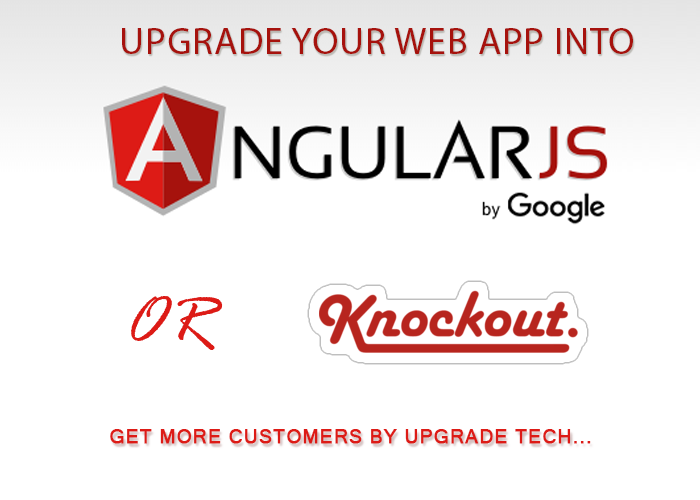 UPGRADE YOUR WEB APP INTO
ANGULARJS
by Google
OR
Knockout.
GET MORE CUSTOMERS BY UPGRADE TECH...